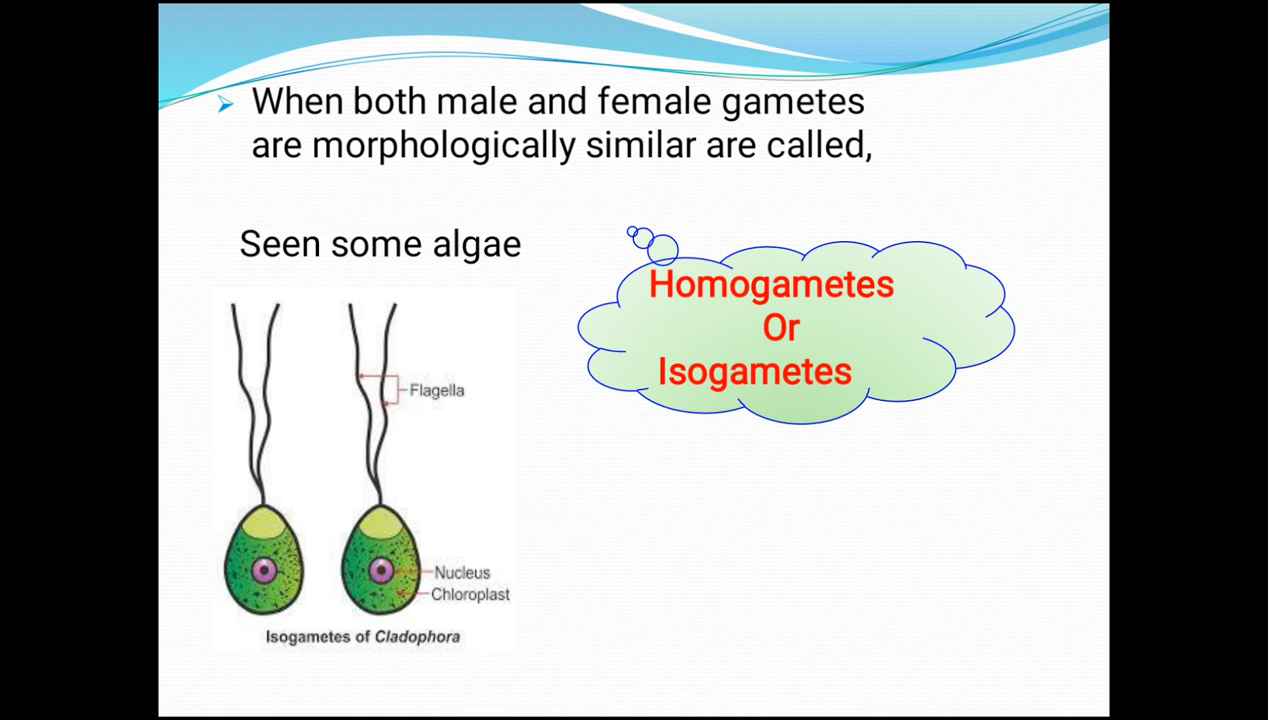 When both male and female gametes
are morphologically similar are called,
Seen some algae
Homogametes
Or
Isogametes
Flagella
Nucleus
Chloroplast
Isogametes of Cladophora